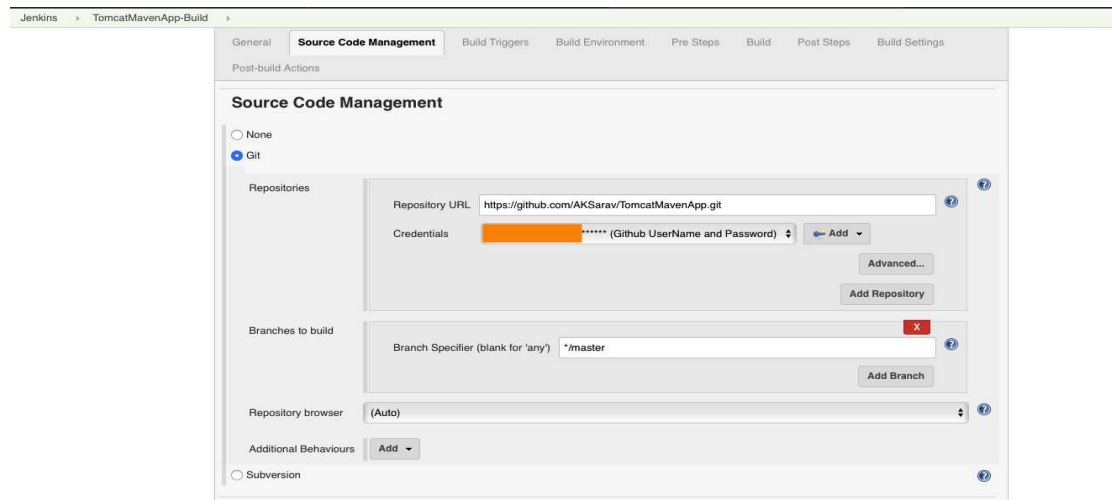 Jenkins TomcatMavenApp-Build
General Source Code Management Build Triggers Build Environment Pre Steps Build Post Steps Build Settings
Post-build Actions
Source Code Management
None
Git
Repositories
Repository URL https://github.com/AKSarav/TomcatMavenApp.git
Credentials ****** (Github UserName and Password) Add
Advanced...
Add Repository
Branches to build X
Branch Specifier (blank for 'any') */master
Add Branch
Repository browser (Auto)
Additional Behaviours Add
Subversion